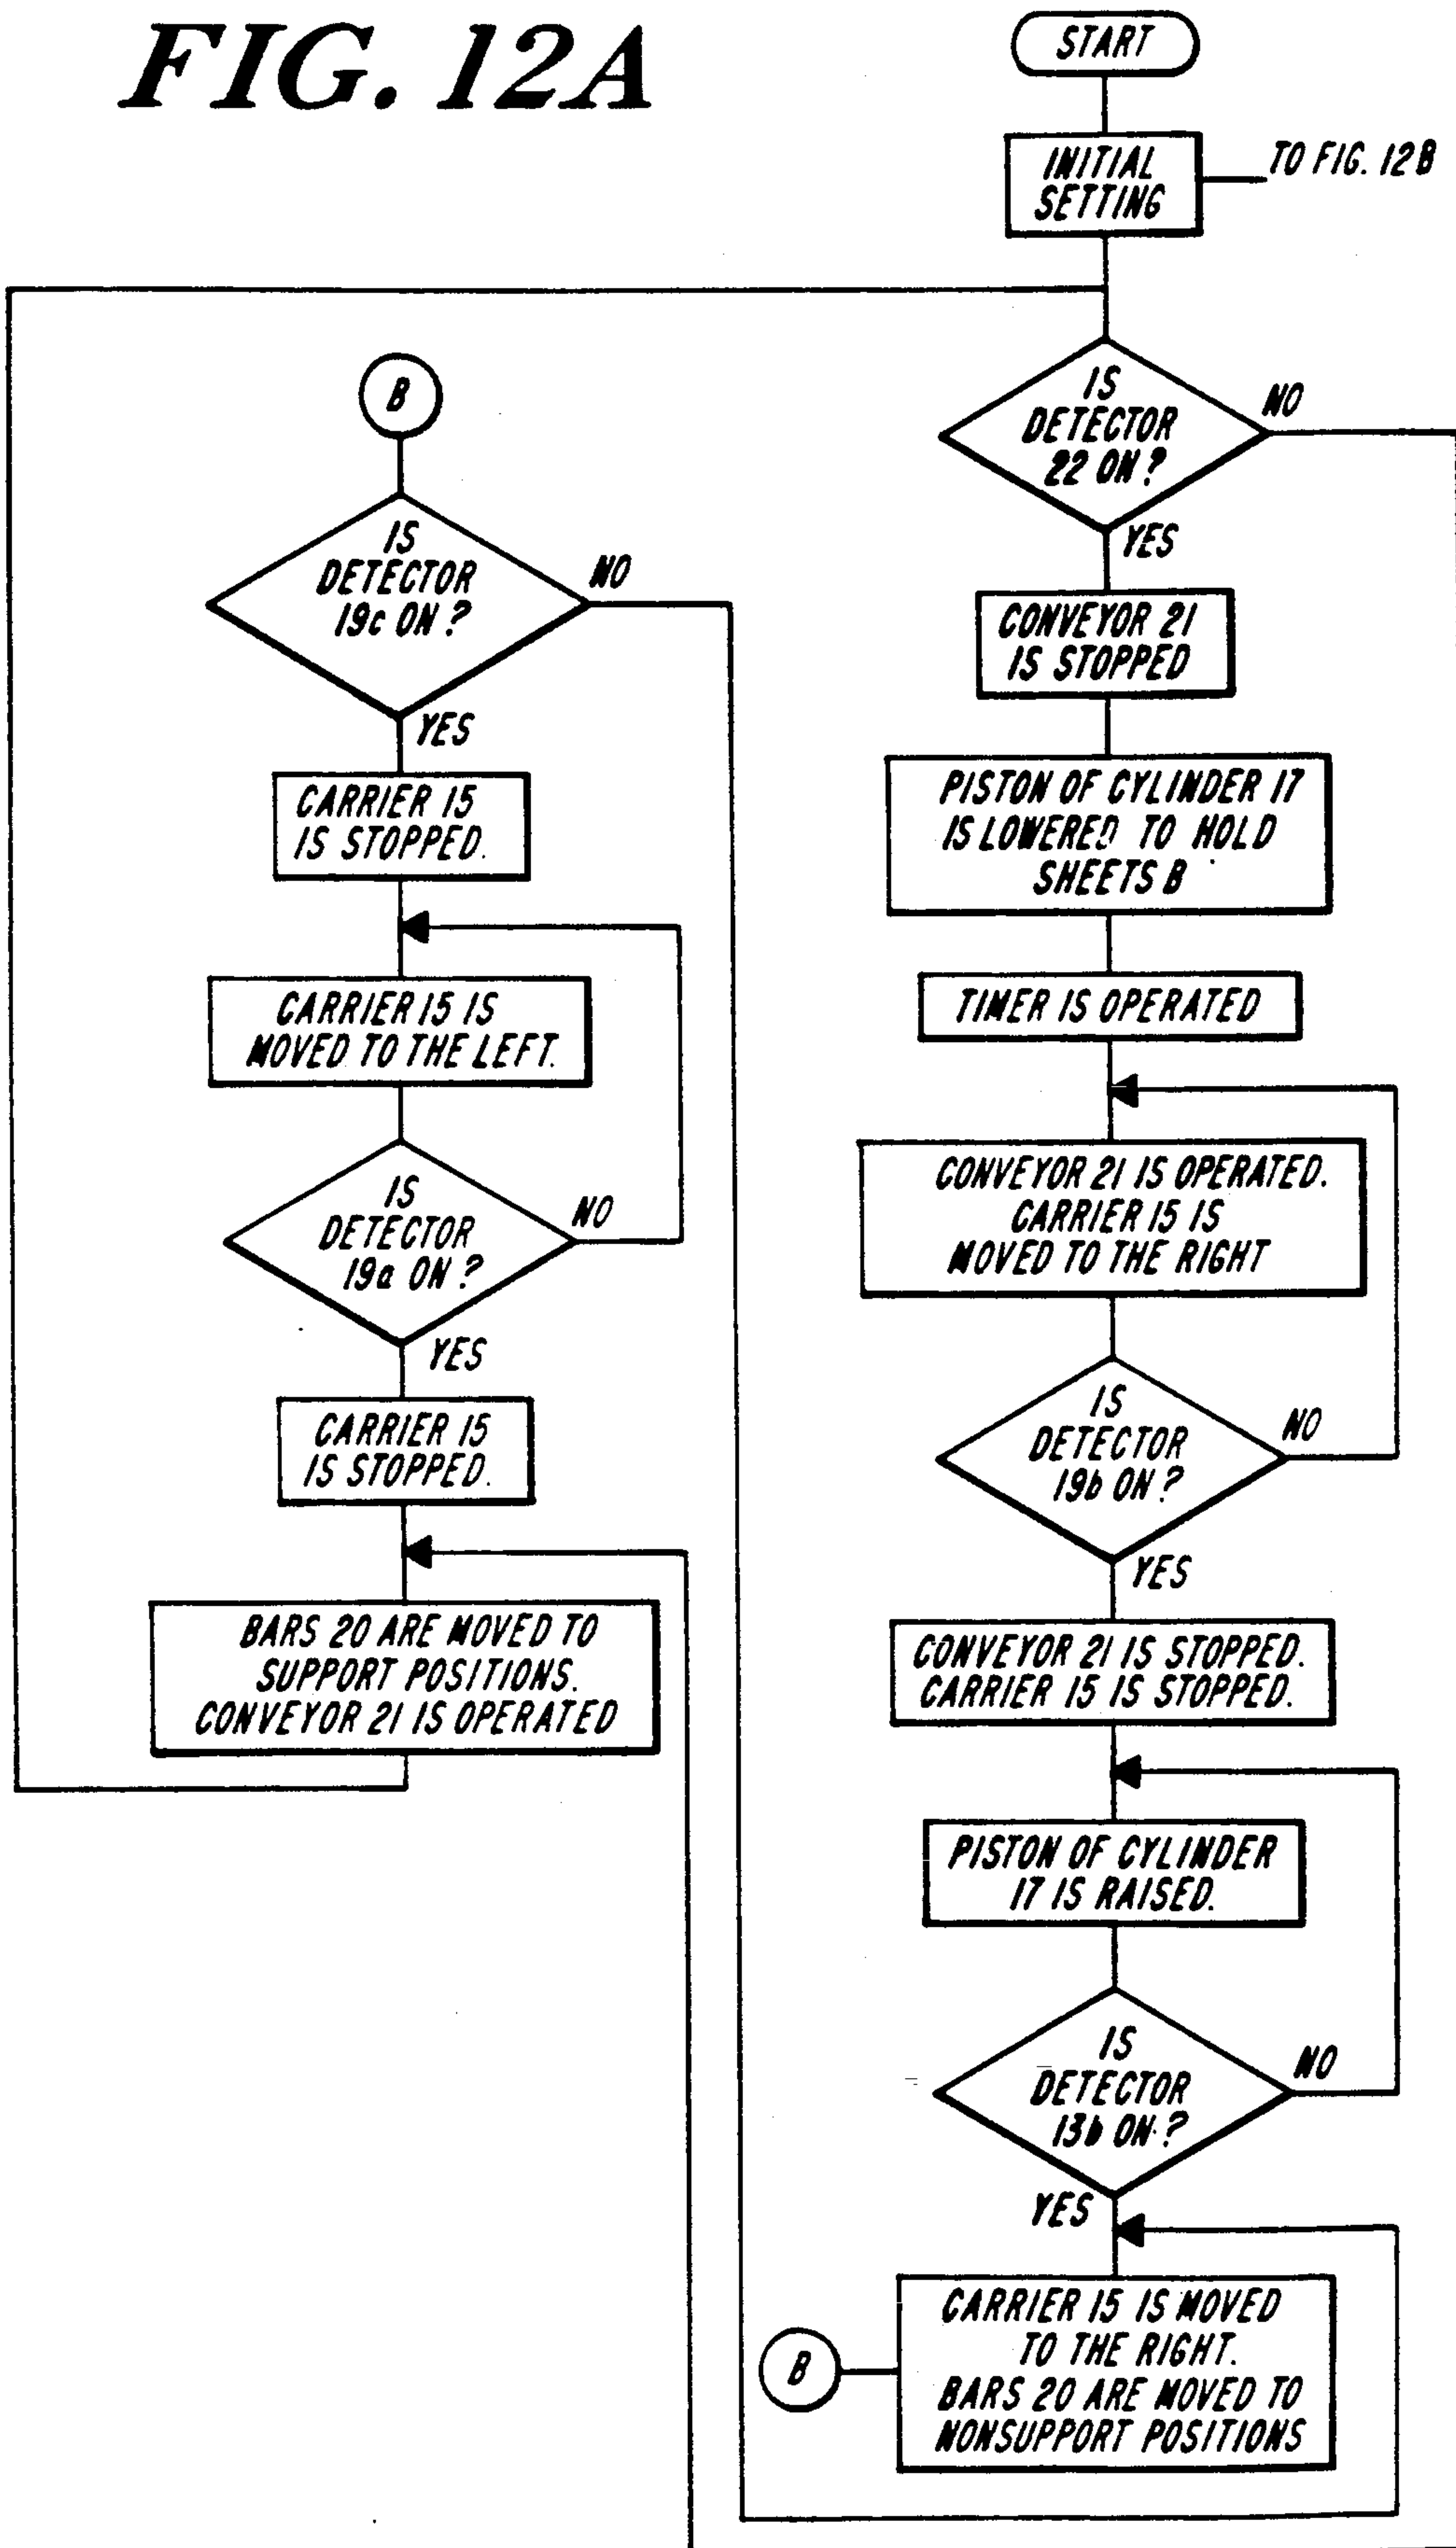 FIG. 12A
START
INITIAL
SETTING
TO FIG. 12B
IS
DETECTOR
22 ON?
NO
YES
CONVEYOR 21
IS STOPPED
PISTON OF CYLINDER 17
IS LOWERED TO HOLD
SHEETS B
TIMER IS OPERATED
CONVEYOR 21 IS OPERATED.
CARRIER 15 IS
MOVED TO THE RIGHT
IS
DETECTOR
19b ON?
NO
YES
CONVEYOR 21 IS STOPPED.
CARRIER 15 IS STOPPED.
PISTON OF CYLINDER
17 IS RAISED.
IS
DETECTOR
13b ON?
NO
YES
CARRIER 15 IS MOVED
TO THE RIGHT.
BARS 20 ARE MOVED TO
NONSUPPORT POSITIONS
B
B
IS
DETECTOR
19c ON?
NO
YES
CARRIER 15
IS STOPPED.
CARRIER 15 IS
MOVED TO THE LEFT.
IS
DETECTOR
19a ON?
NO
YES
CARRIER 15
IS STOPPED.
BARS 20 ARE MOVED TO
SUPPORT POSITIONS.
CONVEYOR 21 IS OPERATED